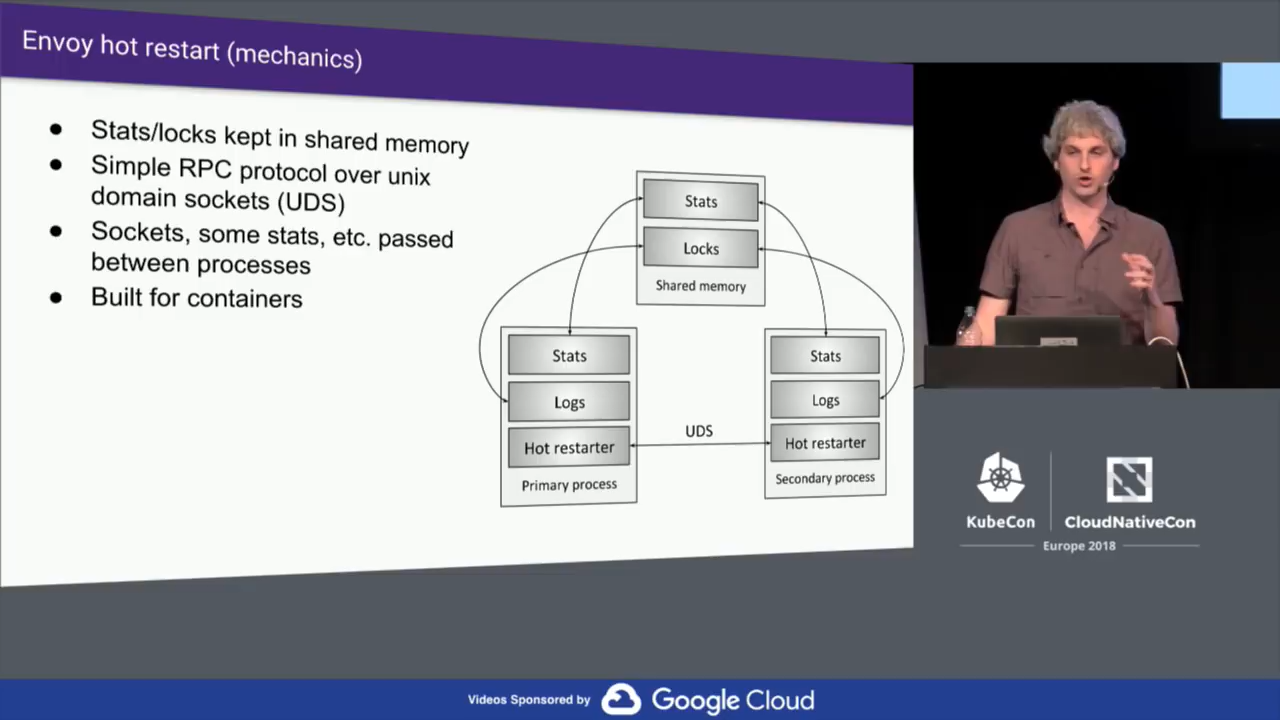 Envoy hot restart (mechanics)
● Stats/locks kept in shared memory
● Simple RPC protocol over unix
domain sockets (UDS)
● Sockets, some stats, etc. passed
between processes
● Built for containers
Stats
Locks
Shared memory
Stats
Logs
Hot restarter
Primary process
UDS
Stats
Logs
Hot restarter
Secondary process
KubeCon
CloudNativeCon
Europe 2018
Videos Sponsored by
Google Cloud